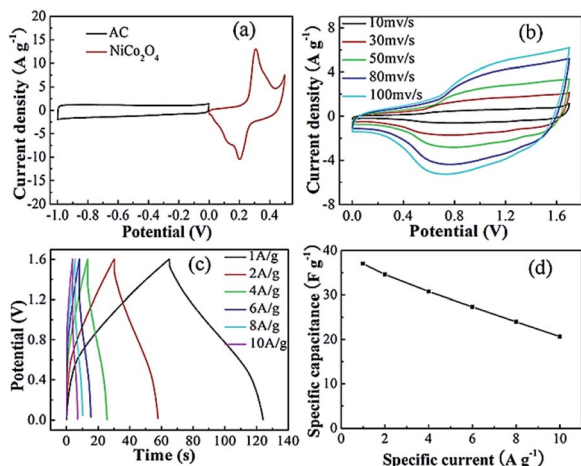 (a)
AC
NiCo₂O₄
Current density (A g⁻¹)
20
15
10
5
0
-5
-10
-15
-20
-1.0 -0.8 -0.6 -0.4 -0.2 0.0 0.2 0.4
Potential (V)
(b)
10mv/s
30mv/s
50mv/s
80mv/s
100mv/s
Current density (A g⁻¹)
8
4
0
-4
-8
0.0 0.4 0.8 1.2 1.6
Potential (V)
(c)
1A/g
2A/g
4A/g
6A/g
8A/g
10A/g
Potential (V)
1.6
1.2
0.8
0.4
0.0
0 20 40 60 80 100 120 140
Time (s)
(d)
Specific capacitance (F g⁻¹)
40
30
20
10
0
0 2 4 6 8 10
Specific current (A g⁻¹)